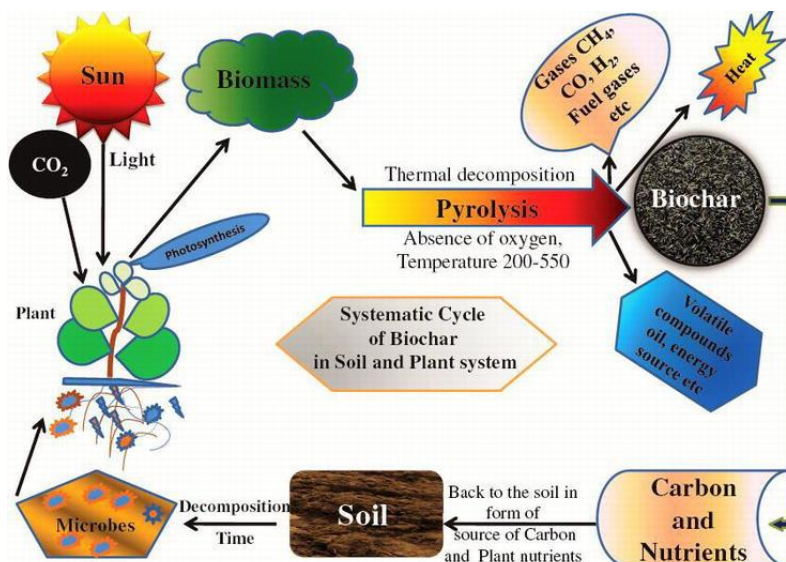 Sun
Biomass
Gases CH₄,
CO, H₂,
Fuel gases
etc
Heat
CO₂
Light
Thermal decomposition
Pyrolysis
Absence of oxygen,
Temperature 200-550
Biochar
Photosynthesis
Plant
Systematic Cycle
of Biochar
in Soil and Plant system
Volatile
compounds
oil, energy
source etc
Microbes
Decomposition
Time
Soil
Back to the soil in
form of
source of Carbon
and Plant nutrients
Carbon
and
Nutrients